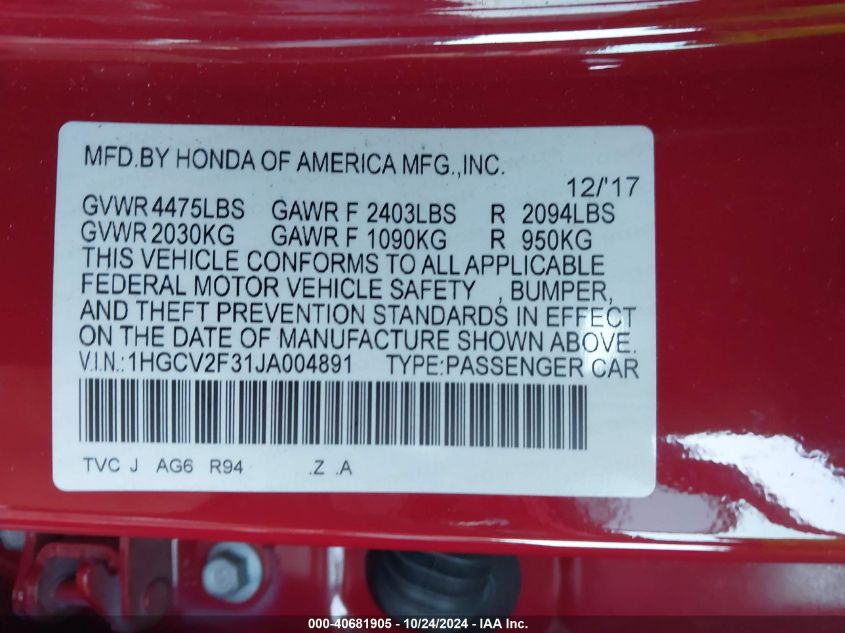 MFD.BY HONDA OF AMERICA MFG.,INC.
12/'17
GVWR 4475LBS GAWR F 2403LBS R 2094LBS
GVWR 2030KG GAWR F 1090KG R 950KG
THIS VEHICLE CONFORMS TO ALL APPLICABLE
FEDERAL MOTOR VEHICLE SAFETY , BUMPER,
AND THEFT PREVENTION STANDARDS IN EFFECT
ON THE DATE OF MANUFACTURE SHOWN ABOVE.
V.I.N.:1HGCV2F31JA004891 TYPE:PASSENGER CAR
TVC J AG6 R94 .Z .A
000-40681905 - 10/24/2024 - IAA Inc.